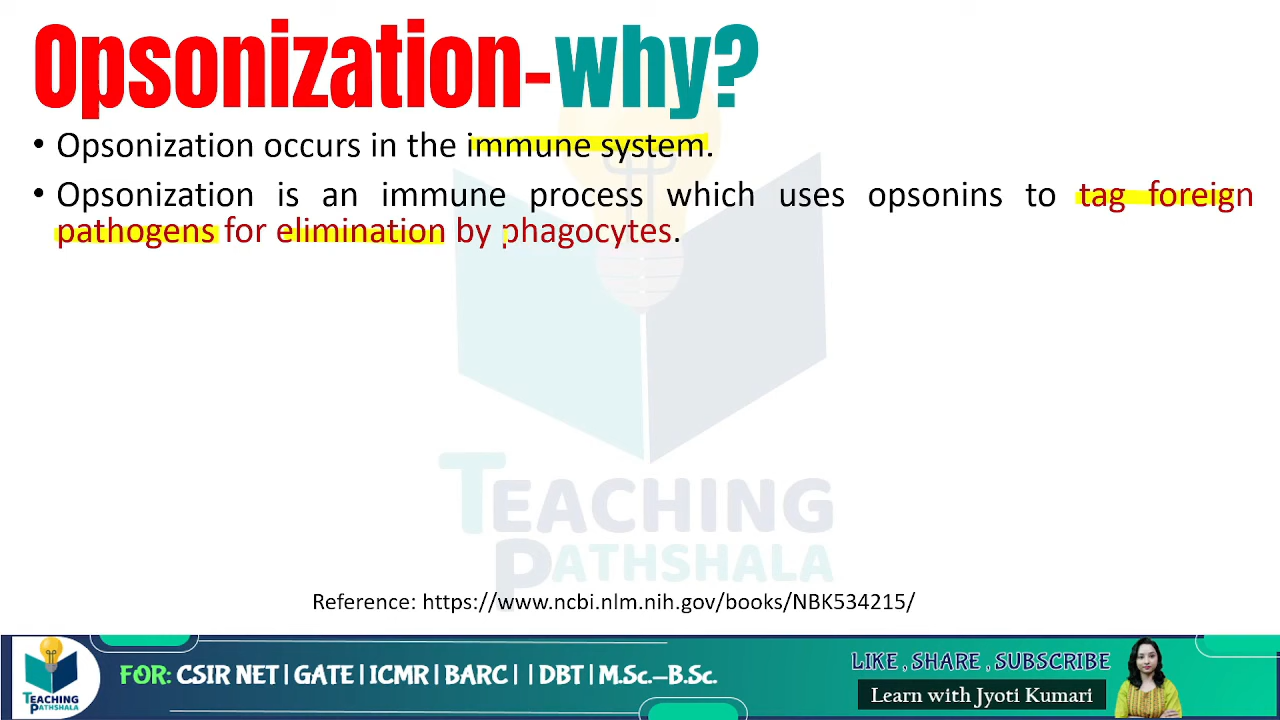 Opsonization-why?
• Opsonization occurs in the immune system.
• Opsonization is an immune process which uses opsonins to tag foreign
pathogens for elimination by phagocytes.
TEACHING
PATHSHALA
Reference: https://www.ncbi.nlm.nih.gov/books/NBK534215/
TEACHING
PATHSHALA
FOR: CSIR NET | GATE | ICMR | BARC | | DBT | M.Sc.-B.Sc.
LIKE , SHARE , SUBSCRIBE
Learn with Jyoti Kumari